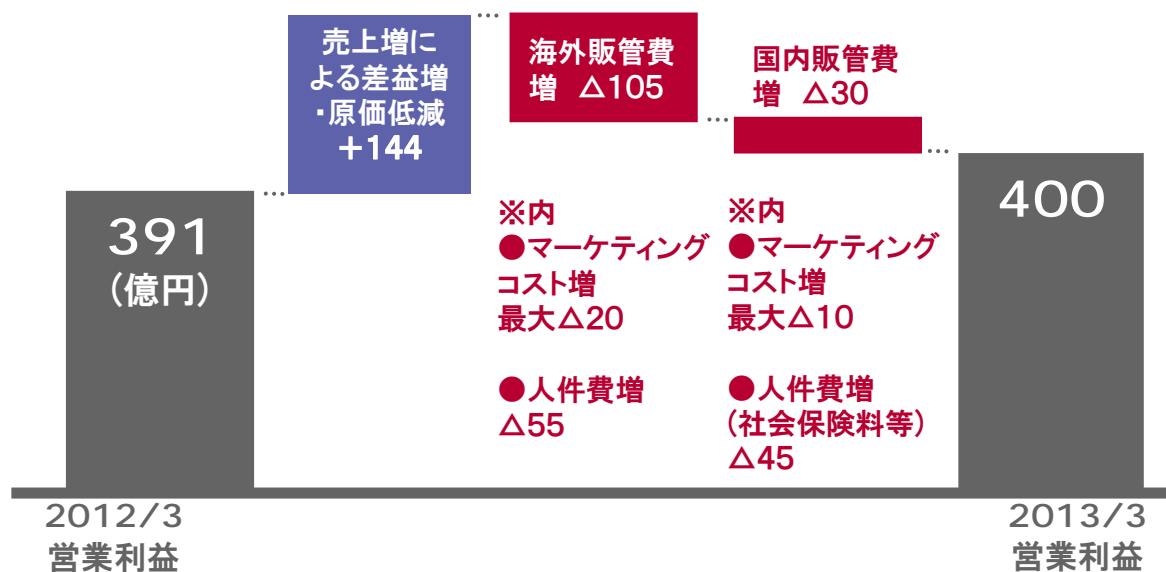 売上増に
よる差益増
・原価低減
＋144
海外販管費
増 △105
国内販管費
増 △30
391
(億円)
400
※内
●マーケティング
コスト増
最大△20
●人件費増
△55
※内
●マーケティング
コスト増
最大△10
●人件費増
(社会保険料等)
△45
2012/3
営業利益
2013/3
営業利益